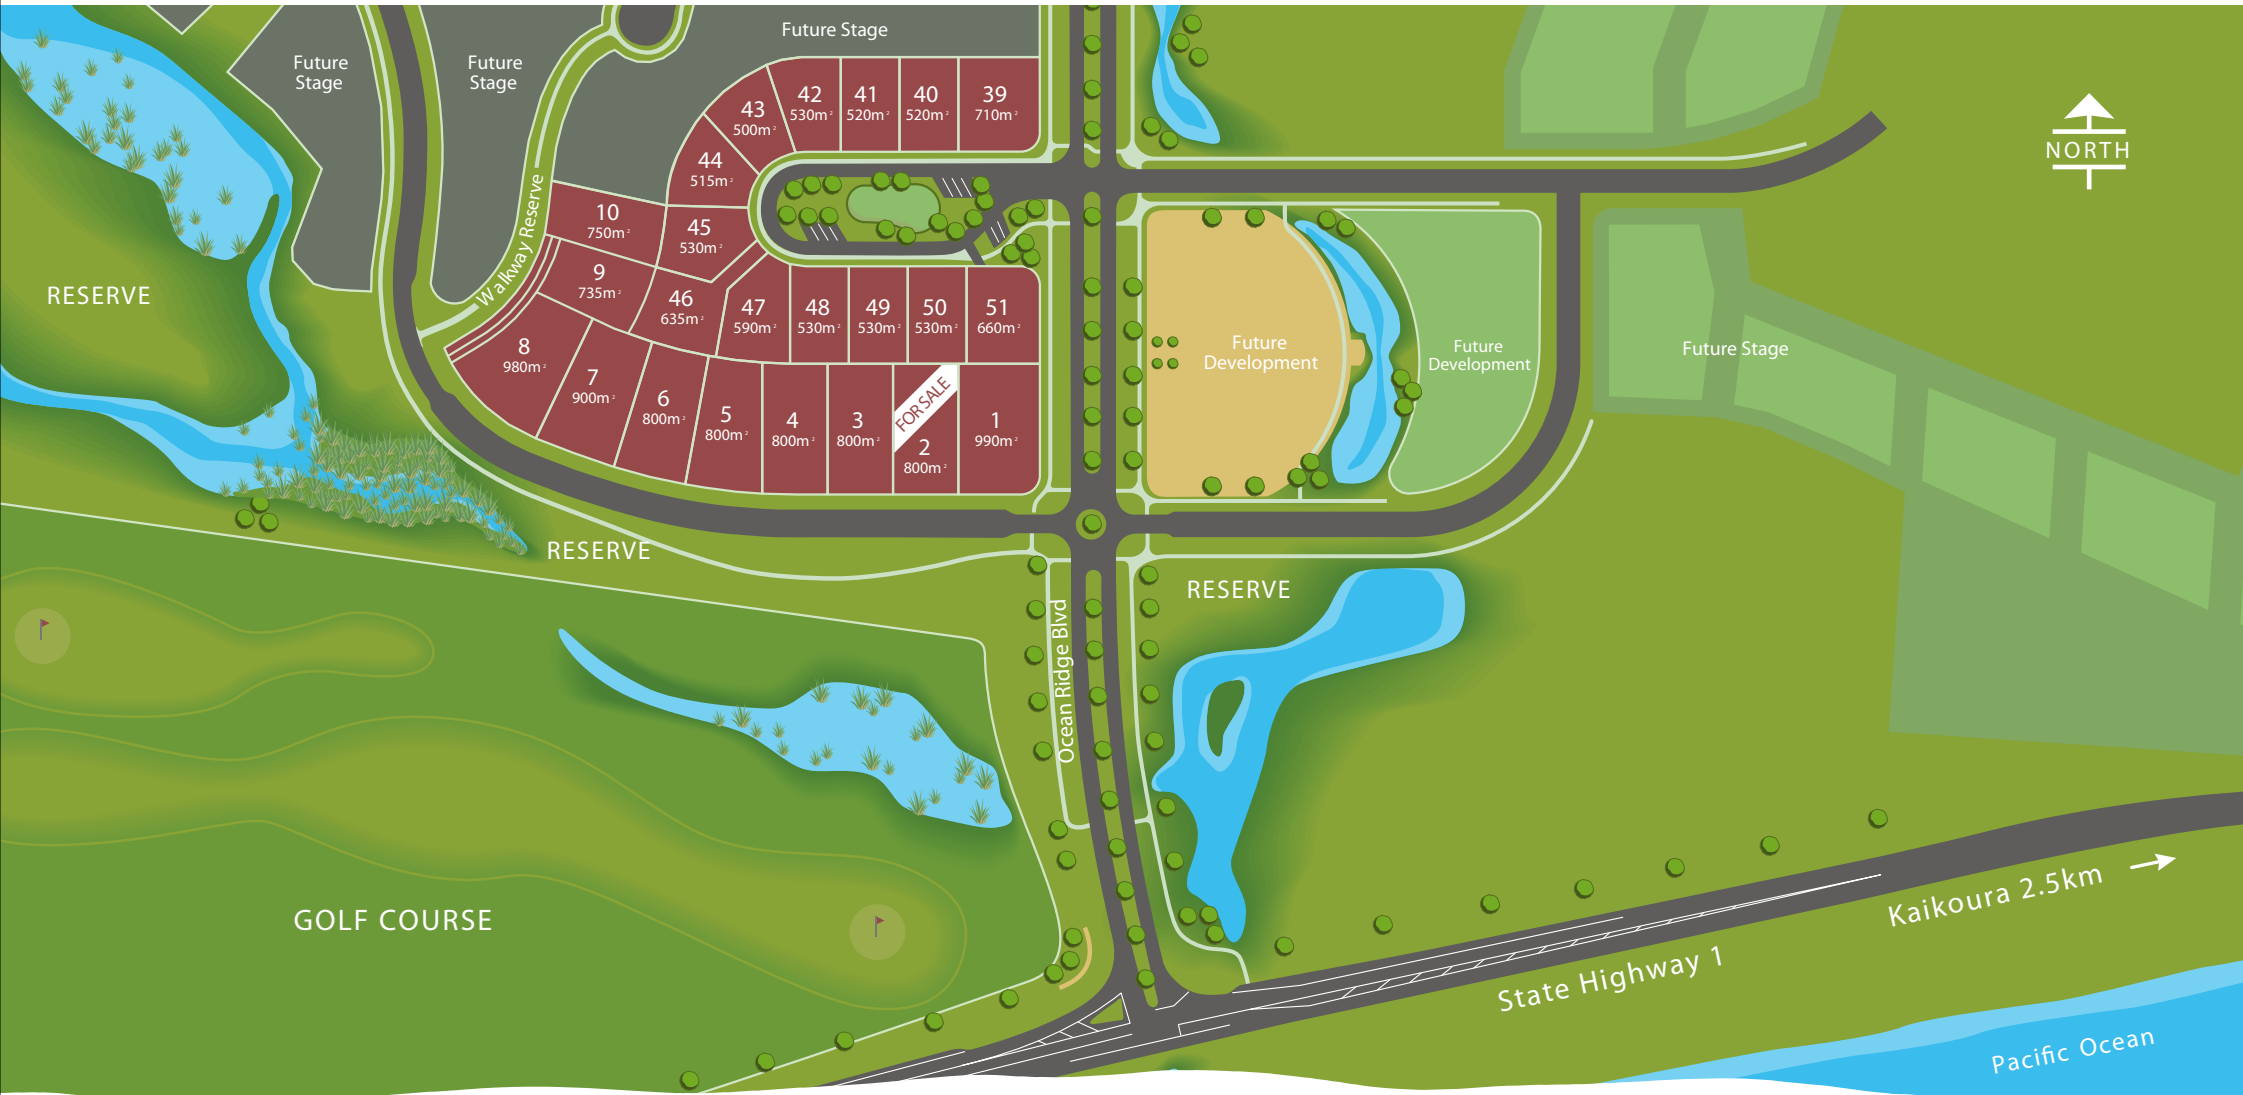 Future Stage
Future
Stage
Future
Stage
42
530m²
41
520m²
40
520m²
39
710m²
43
500m²
44
515m²
NORTH
Walkway Reserve
10
750m²
45
530m²
9
735m²
46
635m²
RESERVE
47
590m²
48
530m²
49
530m²
50
530m²
51
660m²
8
980m²
7
900m²
6
800m²
5
800m²
4
800m²
3
800m²
FOR SALE
2
800m²
1
990m²
Future
Development
Future
Development
Future Stage
RESERVE
RESERVE
Ocean Ridge Blvd
GOLF COURSE
Kaikoura 2.5km
State Highway 1
Pacific Ocean